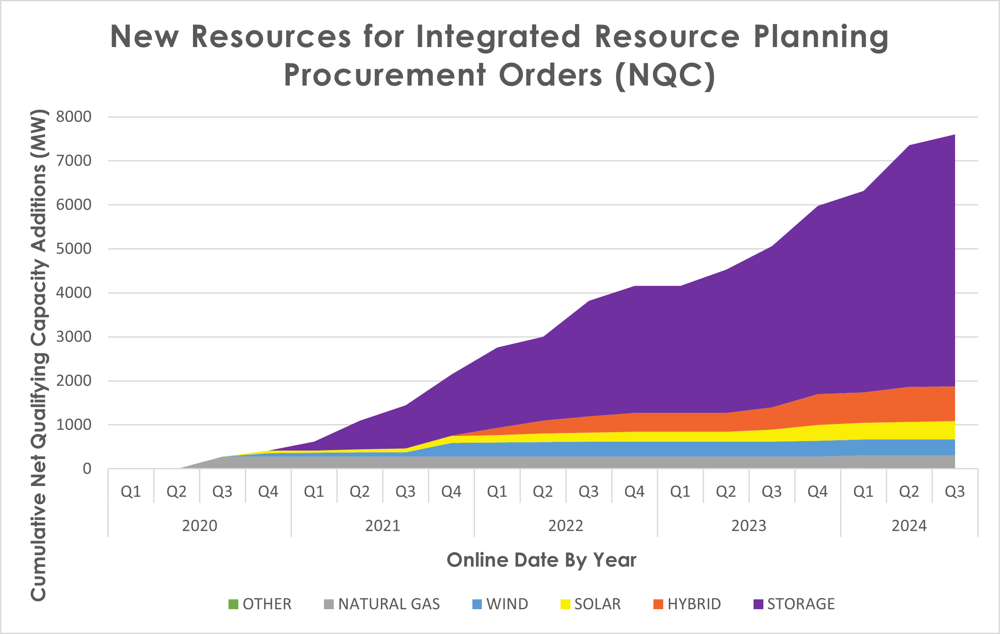 New Resources for Integrated Resource Planning
Procurement Orders (NQC)
Cumulative Net Qualifying Capacity Additions (MW)
8000
7000
6000
5000
4000
3000
2000
1000
0
Q1 Q2 Q3 Q4 Q1 Q2 Q3 Q4 Q1 Q2 Q3 Q4 Q1 Q2 Q3 Q4 Q1 Q2 Q3
2020 2021 2022 2023 2024
Online Date By Year
OTHER NATURAL GAS WIND SOLAR HYBRID STORAGE